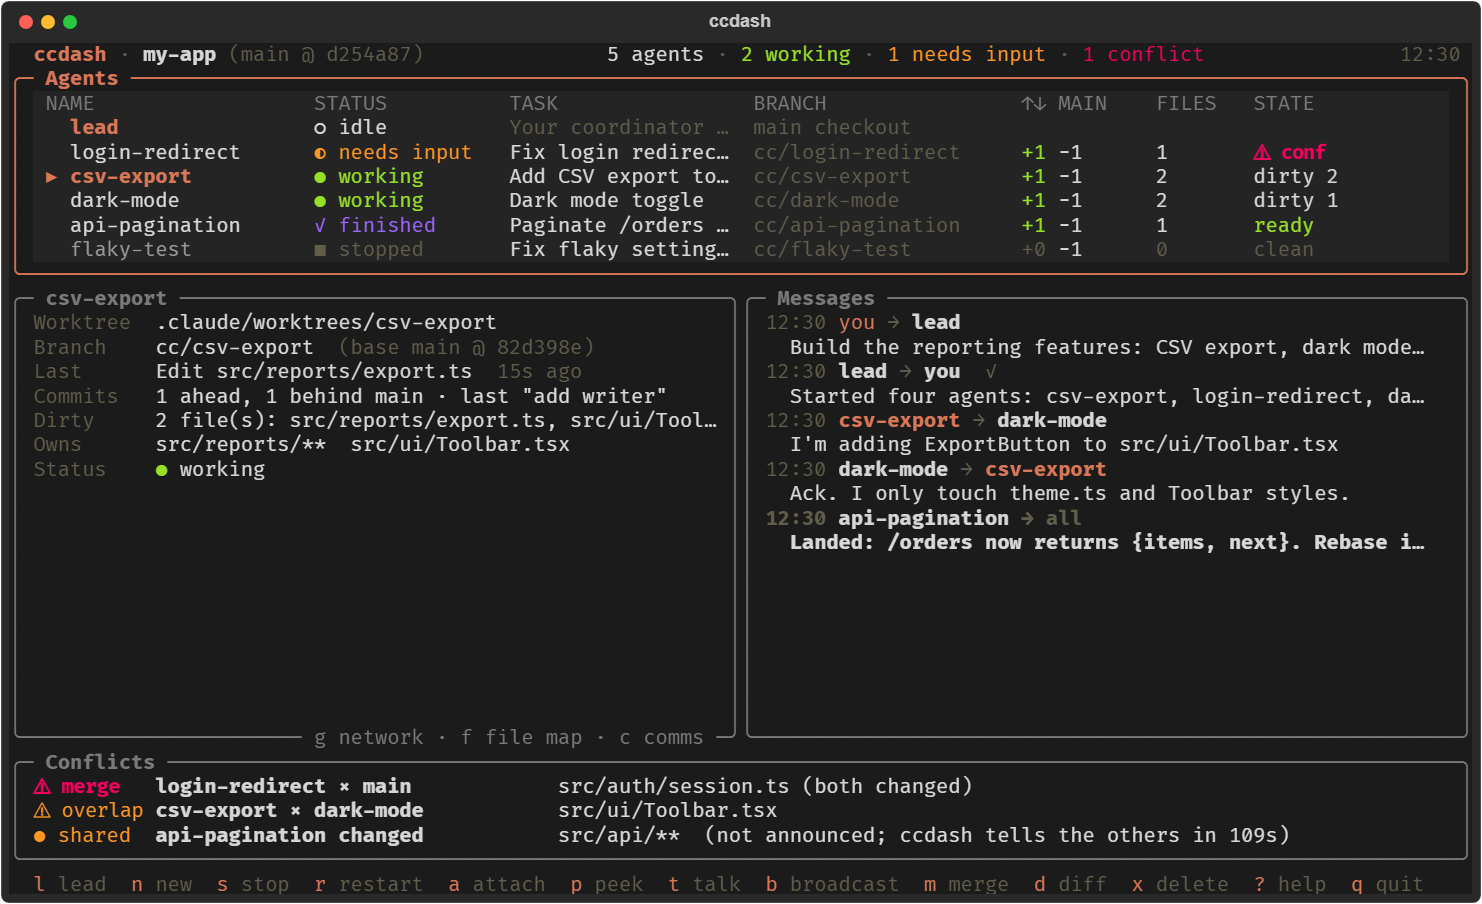 ccdash
ccdash · my-app (main @ d254a87) 5 agents · 2 working · 1 needs input · 1 conflict 12:30
Agents
NAME STATUS TASK BRANCH ↑↓ MAIN FILES STATE
lead ○ idle Your coordinator … main checkout
login-redirect ◐ needs input Fix login redirec… cc/login-redirect +1 -1 1 ⚠ conf
▶ csv-export ● working Add CSV export to… cc/csv-export +1 -1 2 dirty 2
dark-mode ● working Dark mode toggle cc/dark-mode +1 -1 2 dirty 1
api-pagination √ finished Paginate /orders … cc/api-pagination +1 -1 1 ready
flaky-test ■ stopped Fix flaky setting… cc/flaky-test +0 -1 0 clean
csv-export
Worktree .claude/worktrees/csv-export
Branch cc/csv-export (base main @ 82d398e)
Last Edit src/reports/export.ts 15s ago
Commits 1 ahead, 1 behind main · last "add writer"
Dirty 2 file(s): src/reports/export.ts, src/ui/Tool…
Owns src/reports/** src/ui/Toolbar.tsx
Status ● working
g network · f file map · c comms
Messages
12:30 you → lead
Build the reporting features: CSV export, dark mode…
12:30 lead → you √
Started four agents: csv-export, login-redirect, da…
12:30 csv-export → dark-mode
I'm adding ExportButton to src/ui/Toolbar.tsx
12:30 dark-mode → csv-export
Ack. I only touch theme.ts and Toolbar styles.
12:30 api-pagination → all
Landed: /orders now returns {items, next}. Rebase i…
Conflicts
⚠ merge login-redirect × main src/auth/session.ts (both changed)
⚠ overlap csv-export × dark-mode src/ui/Toolbar.tsx
● shared api-pagination changed src/api/** (not announced; ccdash tells the others in 109s)
l lead n new s stop r restart a attach p peek t talk b broadcast m merge d diff x delete ? help q quit